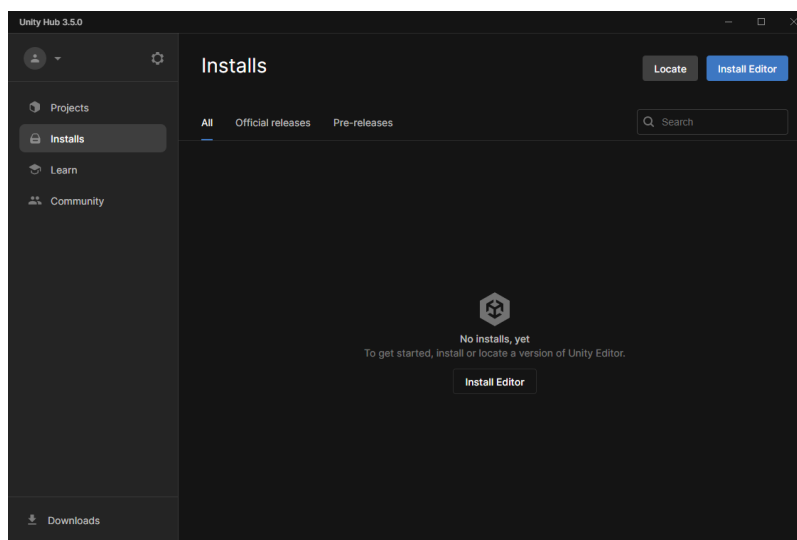 Unity Hub 3.5.0
Installs
Locate
Install Editor
Projects
Installs
Learn
Community
All Official releases Pre-releases
Search
No installs, yet
To get started, install or locate a version of Unity Editor.
Install Editor
Downloads